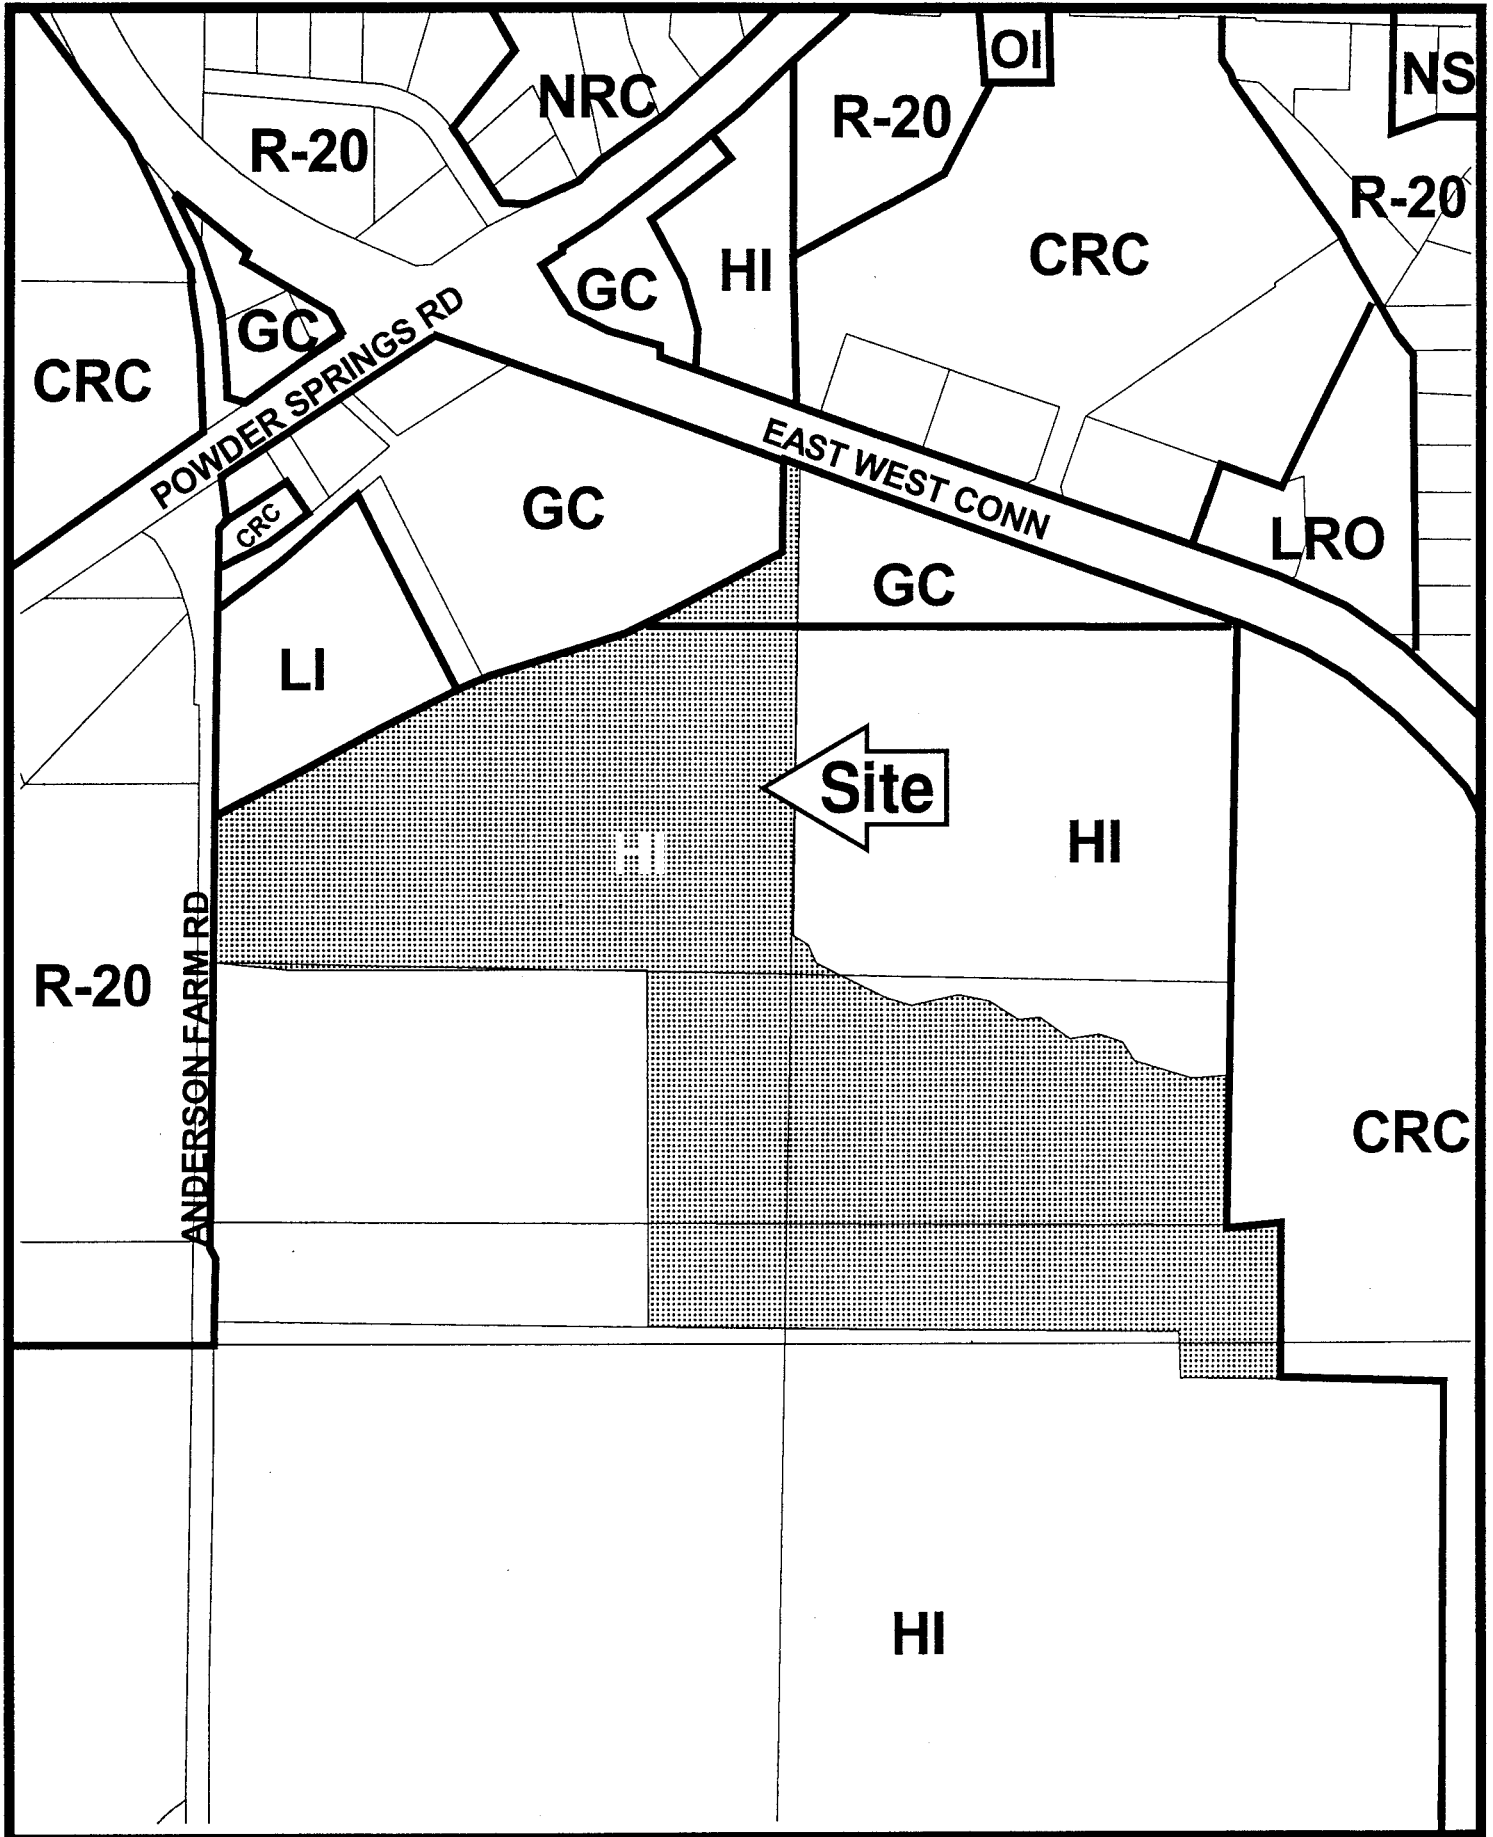 OI
NS
NRC
R-20
R-20
R-20
CRC
HI
GC
GC
CRC
POWDER SPRINGS RD
EAST WEST CONN
GC
CRC
LRO
GC
LI
Site
HI
HI
ANDERSON FARM RD
R-20
CRC
HI